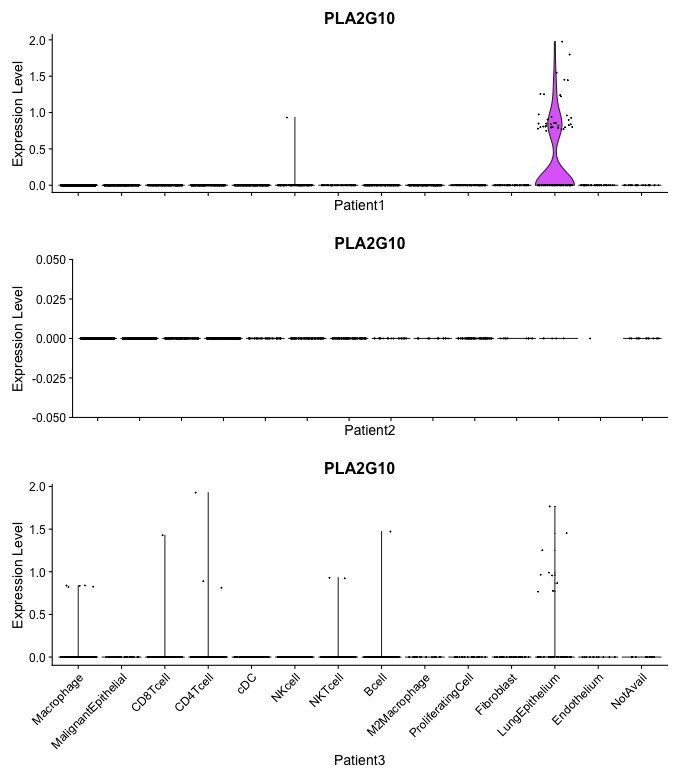 PLA2G10
Expression Level
2.0
1.5
1.0
0.5
0.0
Patient1
PLA2G10
Expression Level
0.050
0.025
0.000
-0.025
-0.050
Patient2
PLA2G10
Expression Level
2.0
1.5
1.0
0.5
0.0
Macrophage
MalignantEpithelial
CD8Tcell
CD4Tcell
cDC
NKcell
NKTcell
Bcell
M2Macrophage
ProliferatingCell
Fibroblast
LungEpithelium
Endothelium
NotAvail
Patient3